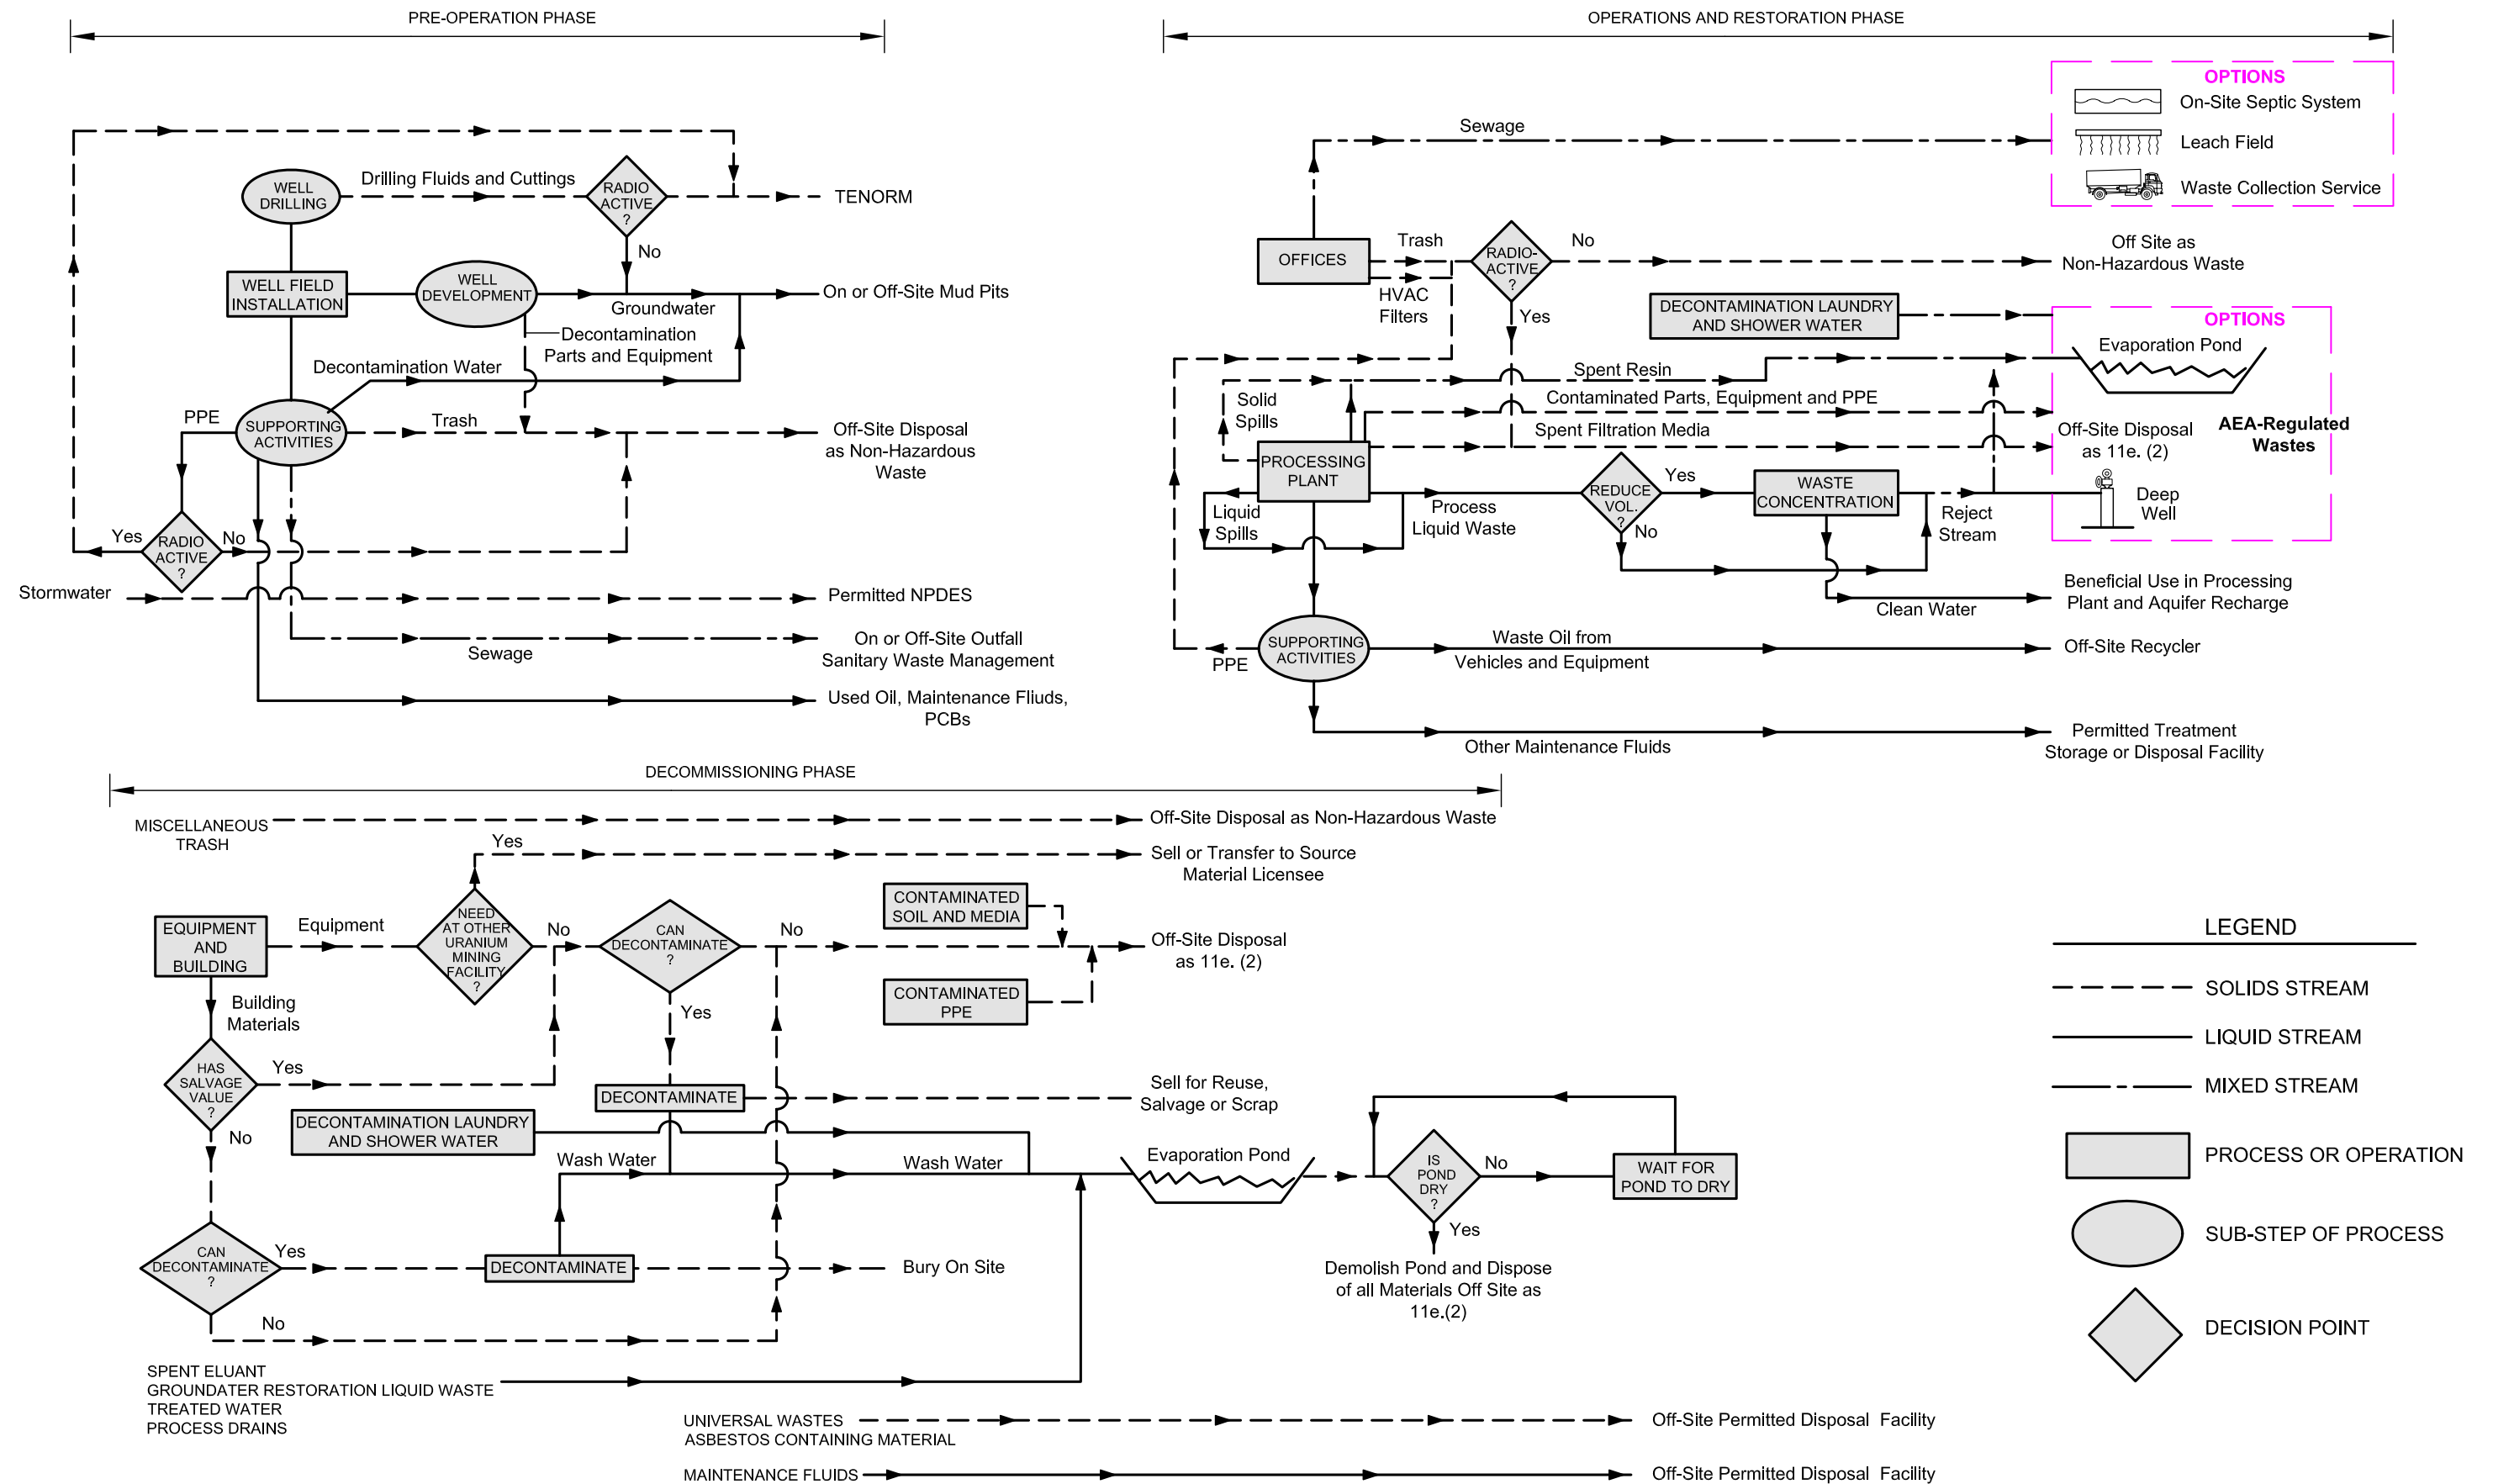 PRE-OPERATION PHASE
WELL
DRILLING
Drilling Fluids and Cuttings
RADIO
ACTIVE
?
TENORM
No
WELL FIELD
INSTALLATION
WELL
DEVELOPMENT
Groundwater
On or Off-Site Mud Pits
Decontamination
Parts and Equipment
Decontamination Water
PPE
SUPPORTING
ACTIVITIES
Trash
Off-Site Disposal
as Non-Hazardous
Waste
Yes
RADIO
ACTIVE
?
No
Stormwater
Permitted NPDES
Sewage
On or Off-Site Outfall
Sanitary Waste Management
Used Oil, Maintenance Fliuds,
PCBs
OPERATIONS AND RESTORATION PHASE
OPTIONS
On-Site Septic System
Leach Field
Waste Collection Service
Sewage
OFFICES
Trash
HVAC
Filters
RADIO-
ACTIVE
?
No
Off Site as
Non-Hazardous Waste
Yes
DECONTAMINATION LAUNDRY
AND SHOWER WATER
OPTIONS
Evaporation Pond
Spent Resin
Solid
Spills
Contaminated Parts, Equipment and PPE
Spent Filtration Media
Off-Site Disposal
as 11e. (2)
AEA-Regulated
Wastes
PROCESSING
PLANT
Liquid
Spills
Process
Liquid Waste
REDUCE
VOL.
?
Yes
No
WASTE
CONCENTRATION
Reject
Stream
Deep
Well
Clean Water
Beneficial Use in Processing
Plant and Aquifer Recharge
PPE
SUPPORTING
ACTIVITIES
Waste Oil from
Vehicles and Equipment
Off-Site Recycler
Other Maintenance Fluids
Permitted Treatment
Storage or Disposal Facility
DECOMMISSIONING PHASE
MISCELLANEOUS
TRASH
Off-Site Disposal as Non-Hazardous Waste
Yes
Sell or Transfer to Source
Material Licensee
EQUIPMENT
AND
BUILDING
Equipment
NEED
AT OTHER
URANIUM
MINING
FACILITY
?
No
CAN
DECONTAMINATE
?
No
CONTAMINATED
SOIL AND MEDIA
Off-Site Disposal
as 11e. (2)
CONTAMINATED
PPE
Building
Materials
Yes
HAS
SALVAGE
VALUE
?
Yes
No
DECONTAMINATE
Sell for Reuse,
Salvage or Scrap
DECONTAMINATION LAUNDRY
AND SHOWER WATER
Wash Water
Wash Water
Evaporation Pond
IS
POND
DRY
?
No
WAIT FOR
POND TO DRY
Yes
Demolish Pond and Dispose
of all Materials Off Site as
11e.(2)
CAN
DECONTAMINATE
?
Yes
DECONTAMINATE
Bury On Site
No
SPENT ELUANT
GROUNDATER RESTORATION LIQUID WASTE
TREATED WATER
PROCESS DRAINS
UNIVERSAL WASTES
ASBESTOS CONTAINING MATERIAL
Off-Site Permitted Disposal Facility
MAINTENANCE FLUIDS
Off-Site Permitted Disposal Facility
LEGEND
SOLIDS STREAM
LIQUID STREAM
MIXED STREAM
PROCESS OR OPERATION
SUB-STEP OF PROCESS
DECISION POINT